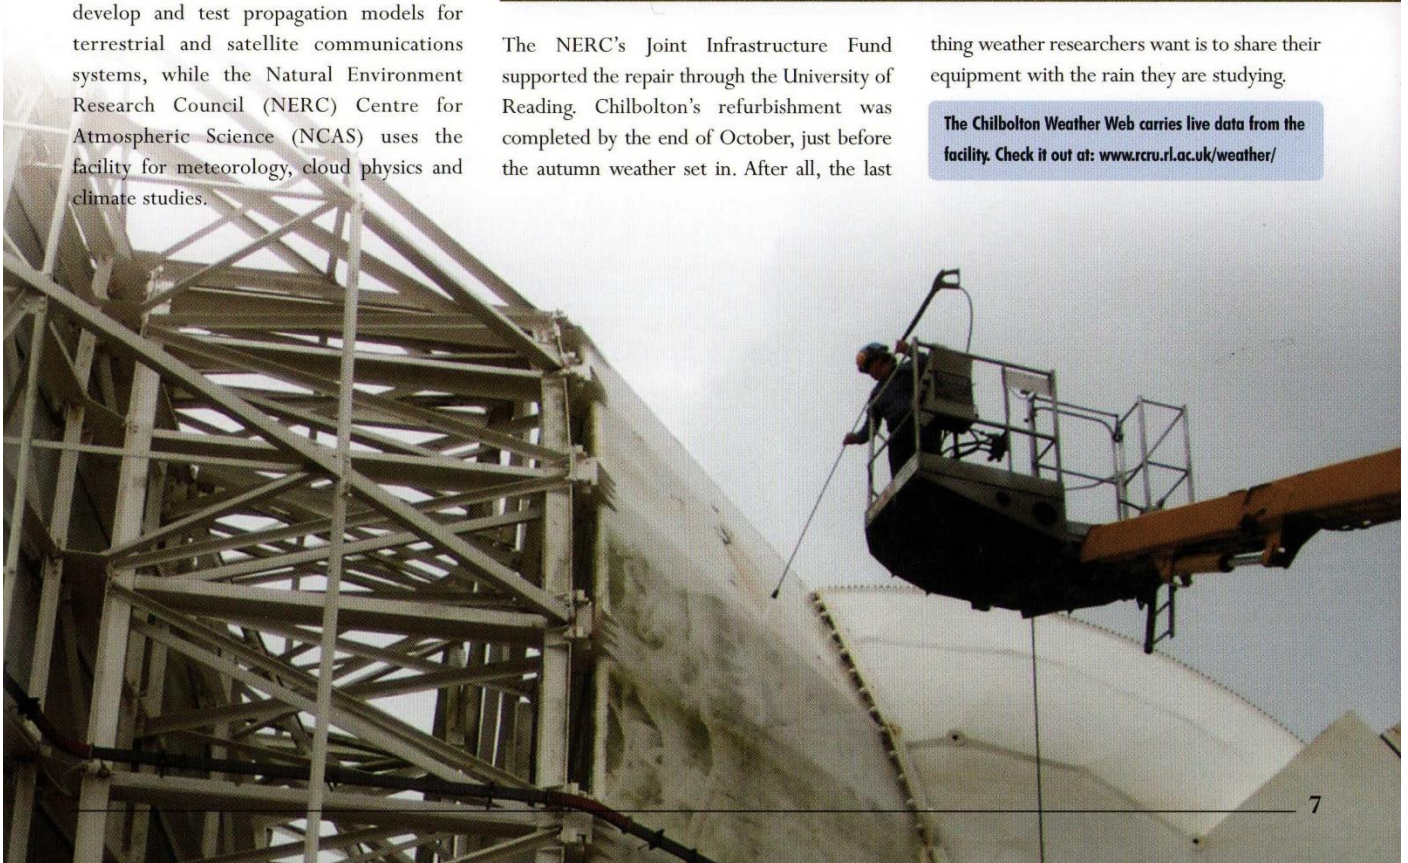 develop and test propagation models for
terrestrial and satellite communications
systems, while the Natural Environment
Research Council (NERC) Centre for
Atmospheric Science (NCAS) uses the
facility for meteorology, cloud physics and
climate studies.
The NERC's Joint Infrastructure Fund
supported the repair through the University of
Reading. Chilbolton's refurbishment was
completed by the end of October, just before
the autumn weather set in. After all, the last
thing weather researchers want is to share their
equipment with the rain they are studying.
The Chilbolton Weather Web carries live data from the
facility. Check it out at: www.rcru.rl.ac.uk/weather/
7